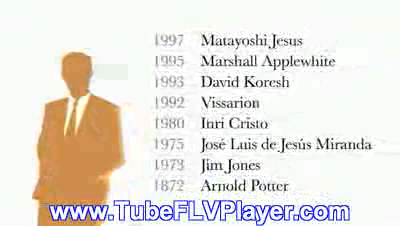 1997 Matayoshi Jesus
1995 Marshall Applewhite
1993 David Koresh
1992 Vissarion
1980 Inri Cristo
1975 José Luis de Jesús Miranda
1973 Jim Jones
1872 Arnold Potter
www.TubeFLVPlayer.com